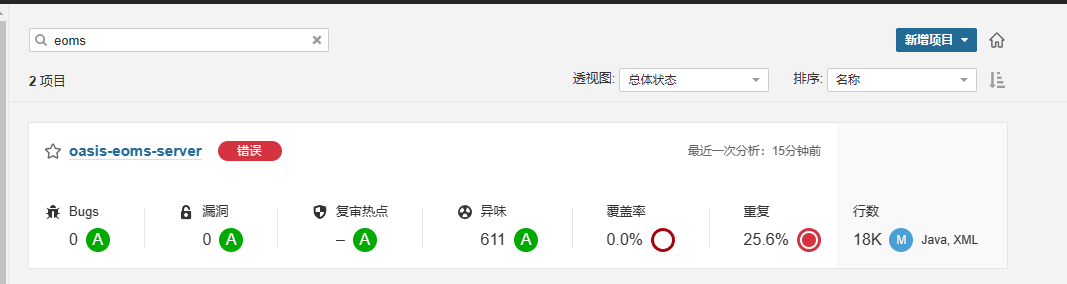 eoms
新增项目
2 项目
透视图: 总体状态
排序: 名称
oasis-eoms-server 错误
最近一次分析：15分钟前
Bugs 漏洞 复审热点 异味 覆盖率 重复 行数
0 A 0 A – A 611 A 0.0% 25.6% 18K M Java, XML